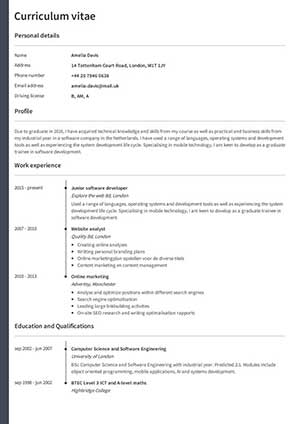 Curriculum vitae
Personal details
Name Amelia Davis
Address 14 Tottenham Court Road, London, W1T 1JY
Phone number +44 20 7946 0638
Email address amelia-davis@mail.uk
Driving license B, AM, A
Profile
Due to graduate in 2016, I have acquired technical knowledge and skills from my course as well as practical and business skills from
my industrial year in a software company in the Netherlands. I have used a range of languages, operating systems and development
tools as well as experiencing the system development life cycle. Specialising in mobile technology, I am keen to develop as a graduate
trainee in software development.
Work experience
2015 - present Junior software developer
Explore the web Bd, London
Used a range of languages, operating systems and development tools as well as experiencing the system
development life cycle. Specialising in mobile technology, I am keen to develop as a graduate trainee in
software development
2007 - 2010 Website analyst
Quality Bd, London
Creating online analyses
Writing personal branding plans
Online marketingplan opstellen voor de diverse titels
Content marketing en content management
2010 - 2013 Online marketing
Advertoy, Manchester
Analyse and optimize positions within different search engines
Search engine optimisation
Leading large linkbuilding activities
On-site SEO research and writing optimalisation rapports
Education and Qualifications
sep 2002 - jun 2007 Computer Science and Software Engineering
University of London
BSc Computer Science and Software Engineering with industrial year. Predicted 2.1. Modules include
object oriented programming, mobile applications, AI and systems development.
sep 1998 - jun 2002 BTEC Level 3 ICT and A-level maths
Highbridge College